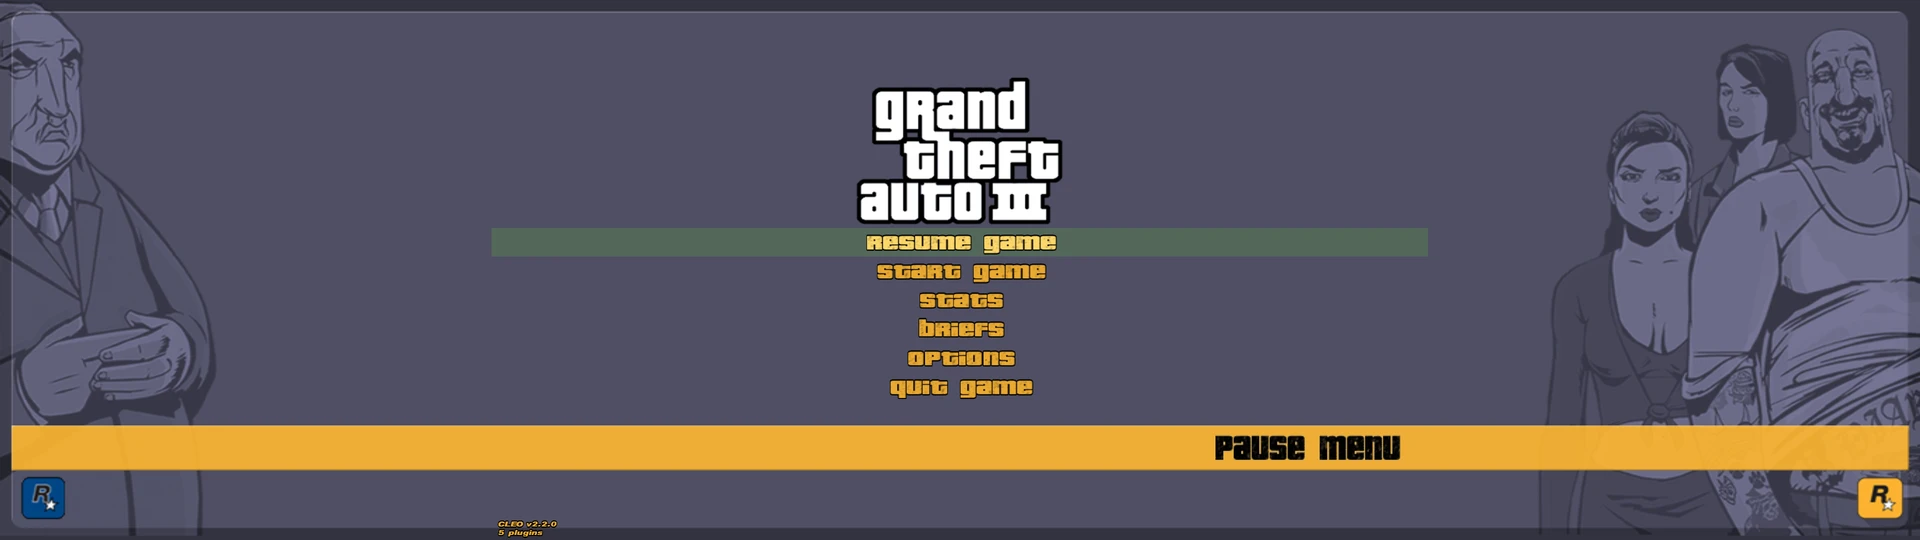 grand
theft
auto III
Resume game
start game
stats
briefs
options
quit game
Pause menu
R
R
CLEO v2.2.0
5 plugins